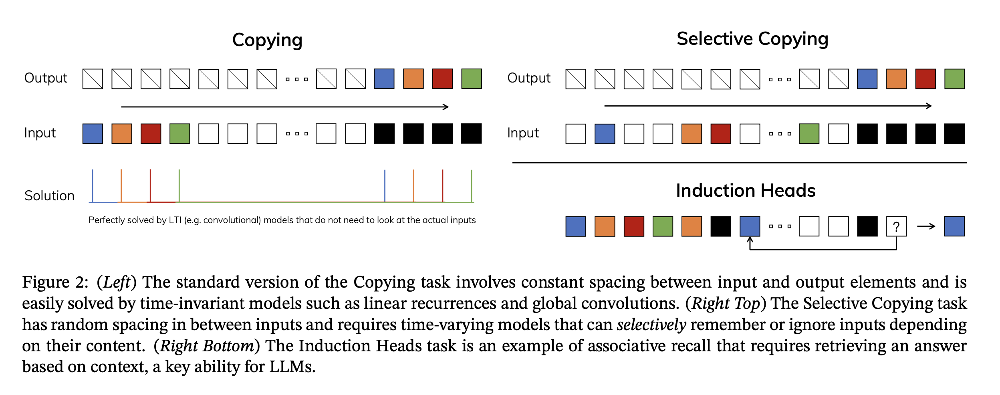 Copying
Output
Input
Solution
Perfectly solved by LTI (e.g. convolutional) models that do not need to look at the actual inputs
Selective Copying
Output
Input
Induction Heads
?
Figure 2: (Left) The standard version of the Copying task involves constant spacing between input and output elements and is
easily solved by time-invariant models such as linear recurrences and global convolutions. (Right Top) The Selective Copying task
has random spacing in between inputs and requires time-varying models that can selectively remember or ignore inputs depending
on their content. (Right Bottom) The Induction Heads task is an example of associative recall that requires retrieving an answer
based on context, a key ability for LLMs.